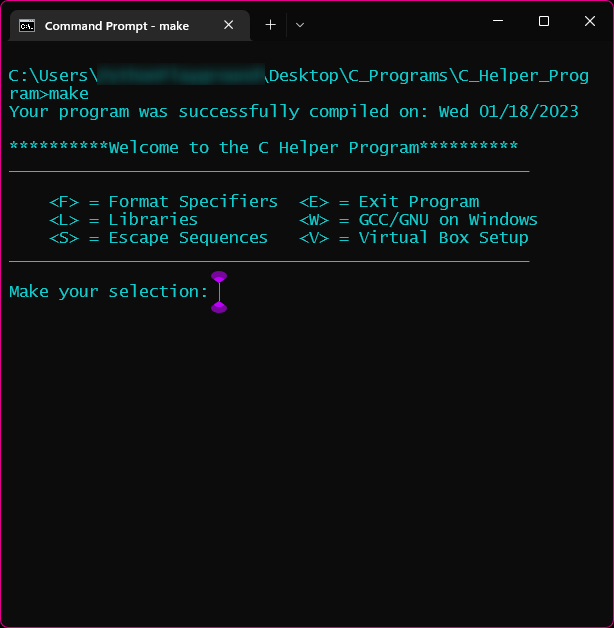 Command Prompt - make
C:\Users\ \Desktop\C_Programs\C_Helper_Prog
ram>make
Your program was successfully compiled on: Wed 01/18/2023
**********Welcome to the C Helper Program**********
<F> = Format Specifiers <E> = Exit Program
<L> = Libraries <W> = GCC/GNU on Windows
<S> = Escape Sequences <V> = Virtual Box Setup
Make your selection: